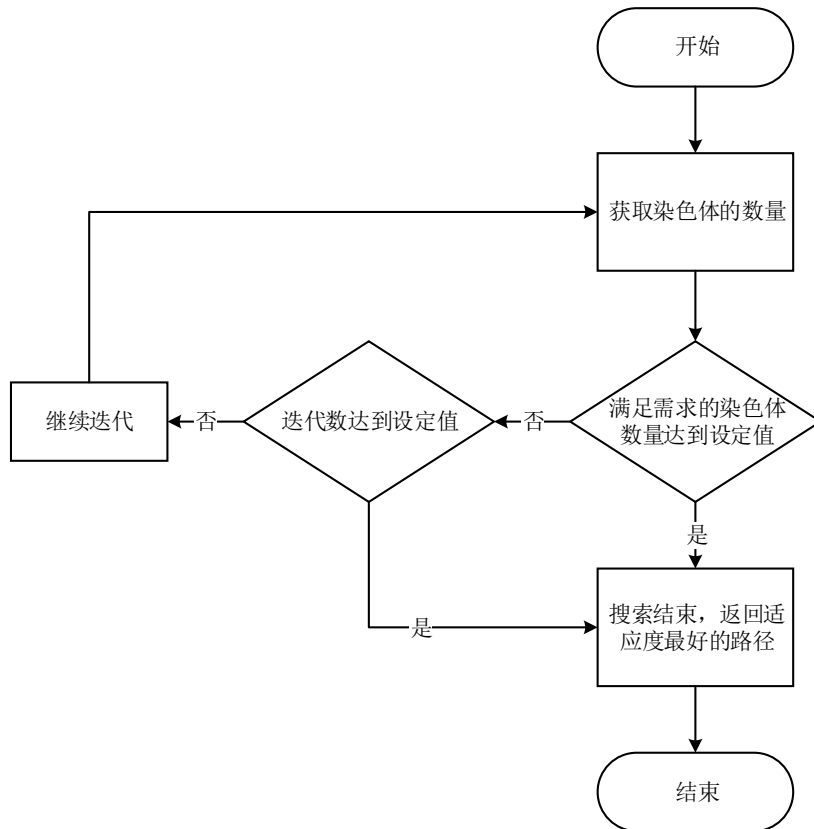 开始
获取染色体的数量
满足需求的染色体
数量达到设定值
否
迭代数达到设定值
否
继续迭代
是
是
搜索结束，返回适
应度最好的路径
结束